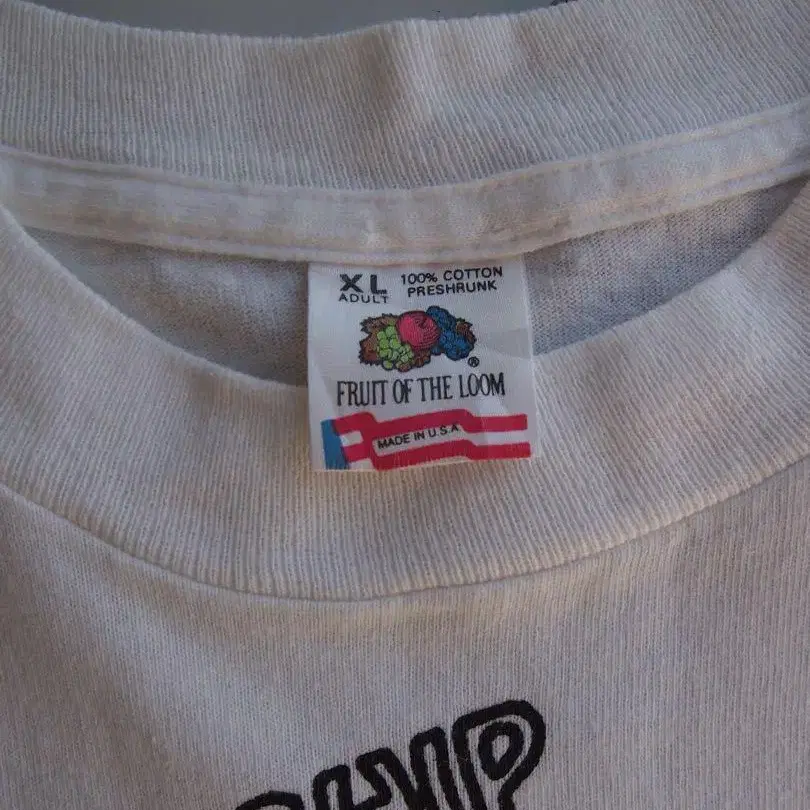 XL 100% COTTON
ADULT PRESHRUNK
®
FRUIT OF THE LOOM
MADE IN U.S.A